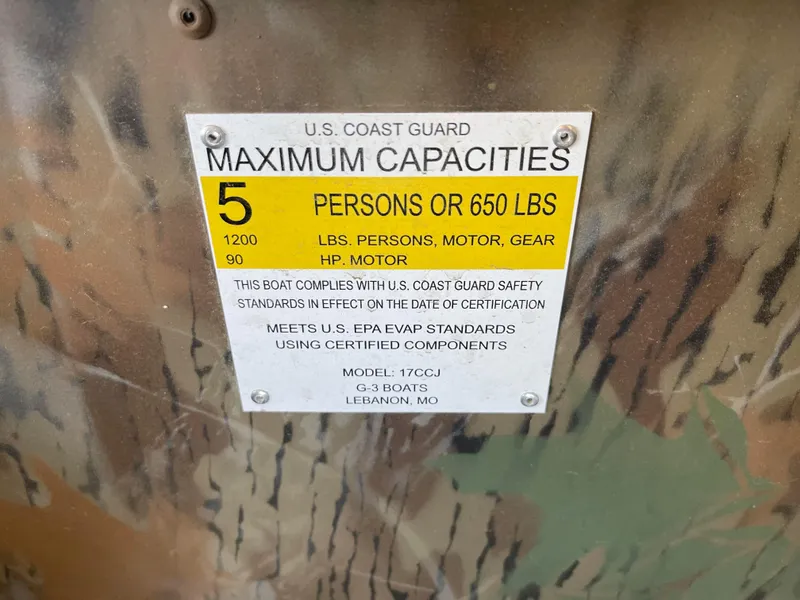 U.S. COAST GUARD
MAXIMUM CAPACITIES
5 PERSONS OR 650 LBS
1200 LBS. PERSONS, MOTOR, GEAR
90 HP. MOTOR
THIS BOAT COMPLIES WITH U.S. COAST GUARD SAFETY
STANDARDS IN EFFECT ON THE DATE OF CERTIFICATION
MEETS U.S. EPA EVAP STANDARDS
USING CERTIFIED COMPONENTS
MODEL: 17CCJ
G-3 BOATS
LEBANON, MO